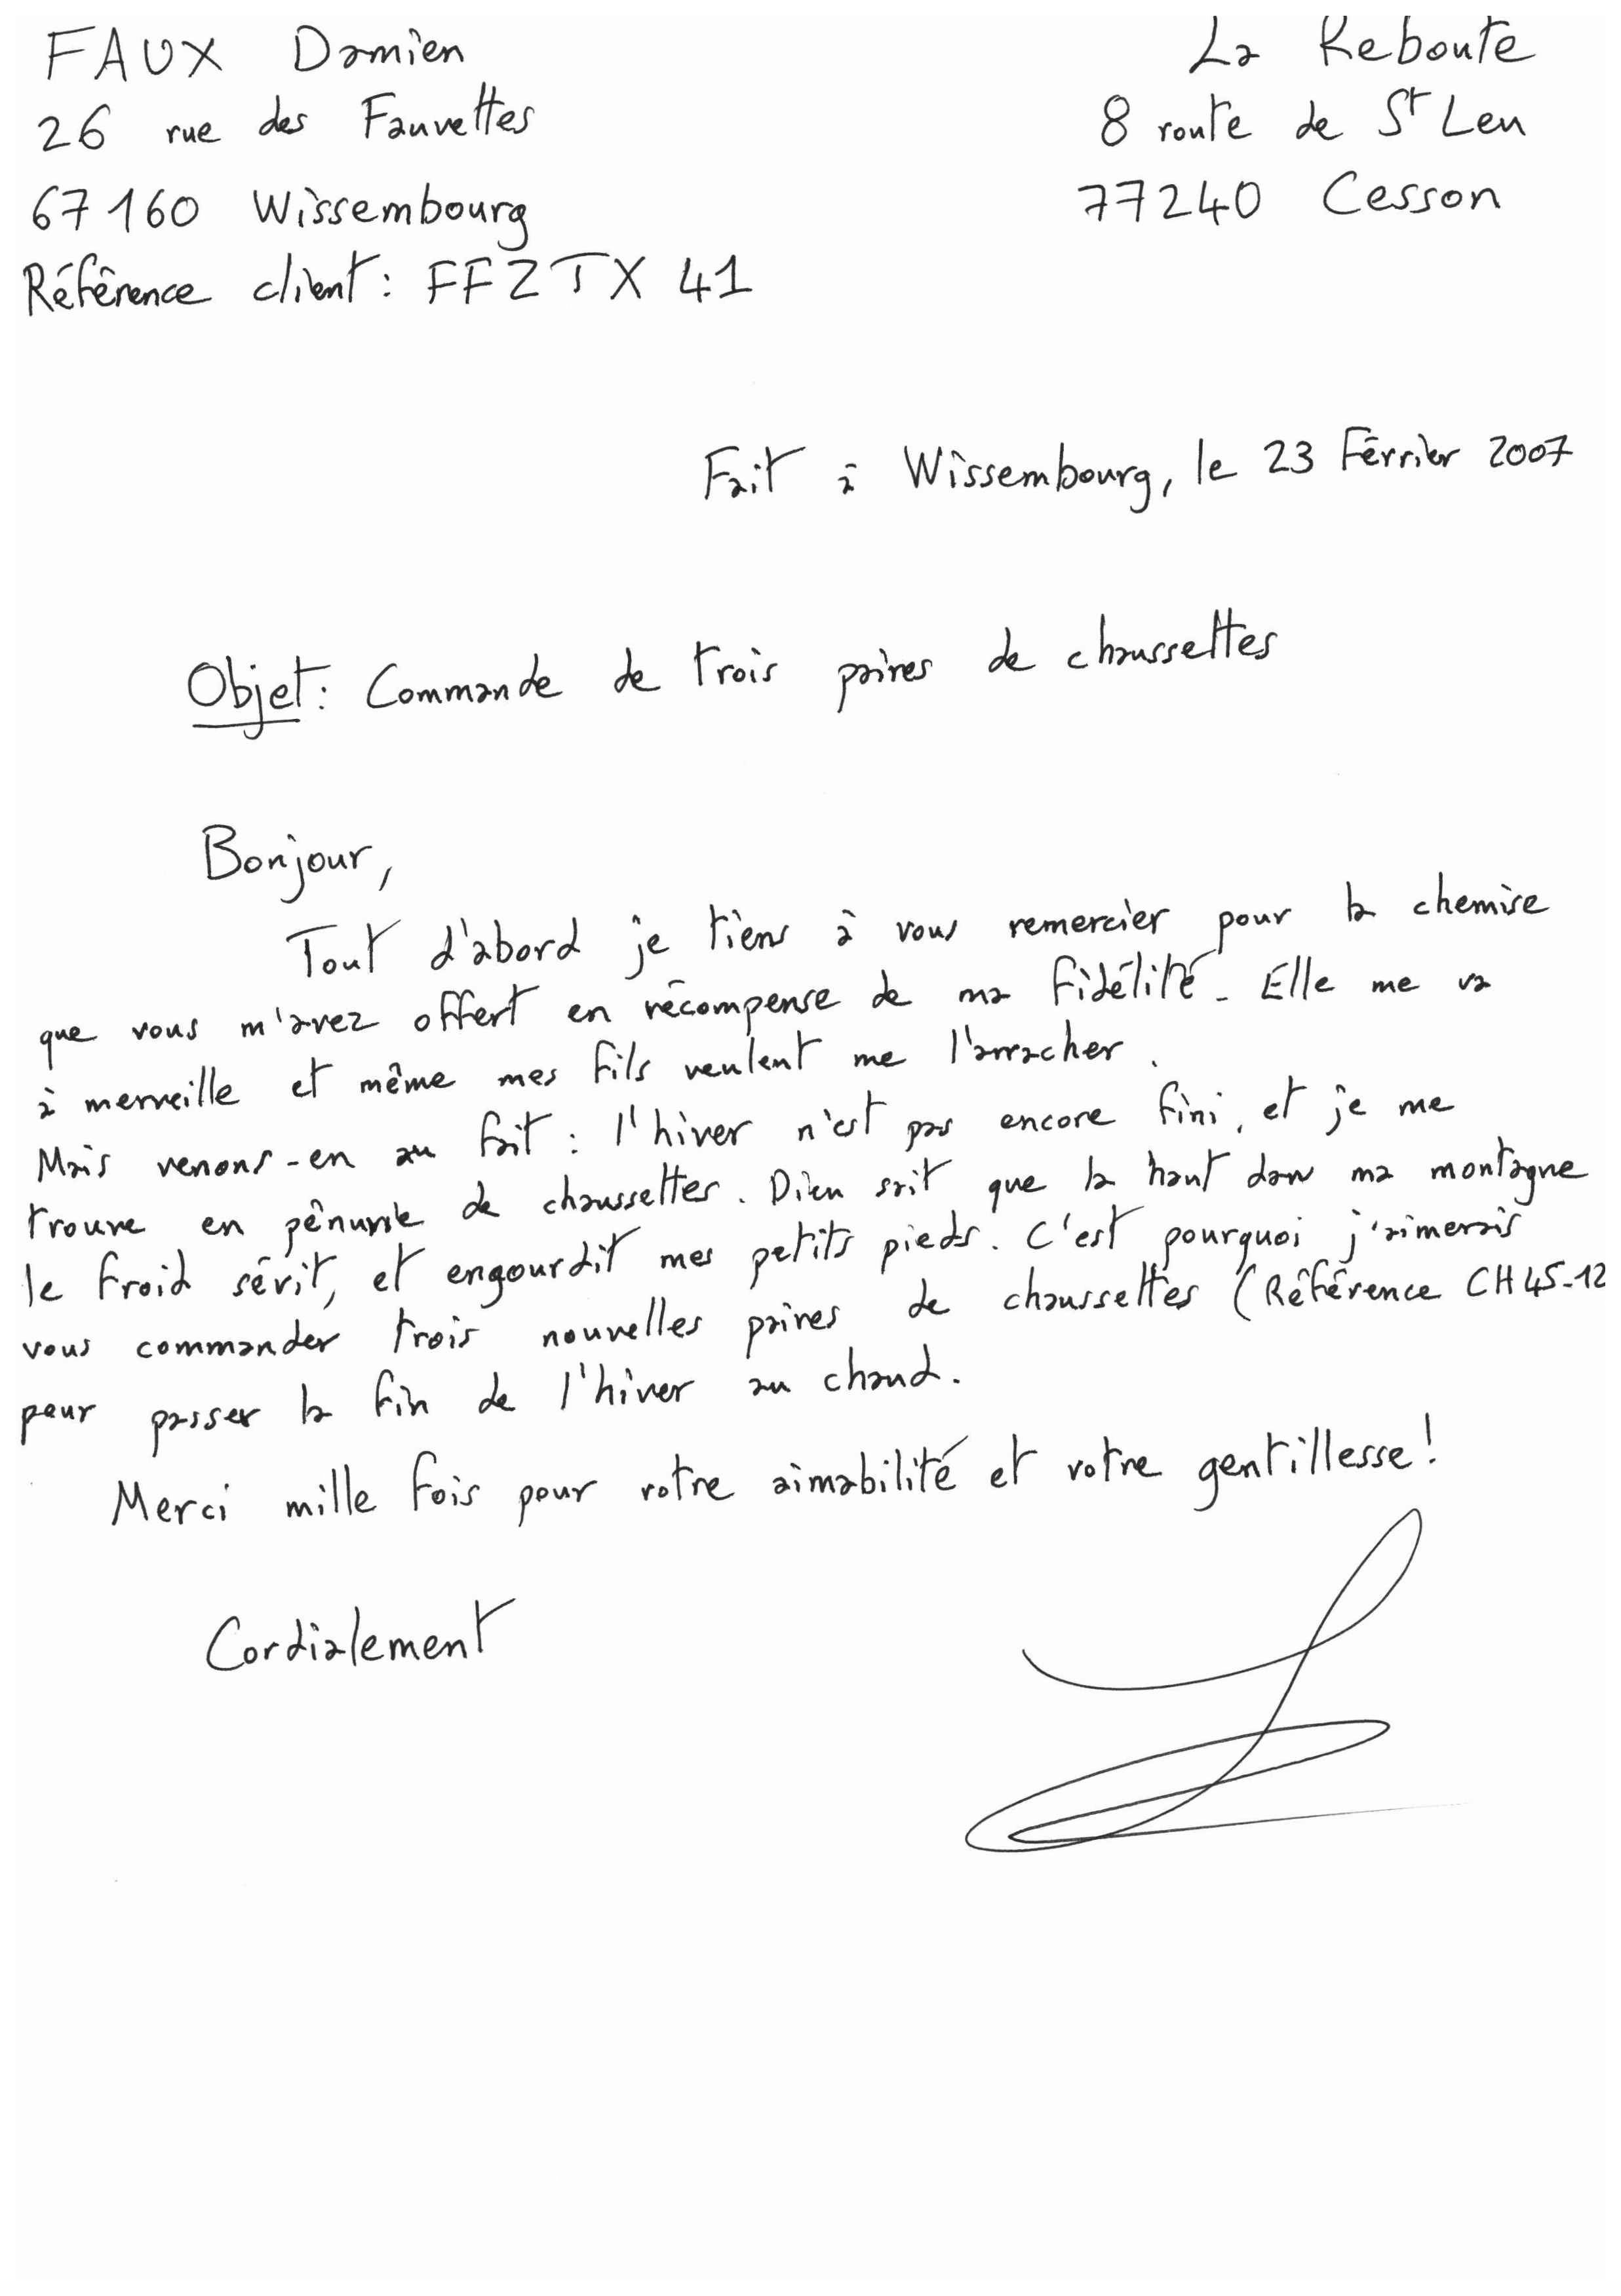 FAUX Damien
26 rue des Fauvettes
67160 Wissembourg
Référence client : FFZTX 41
La Reboute
8 route de St Leu
77240 Cesson
Fait à Wissembourg, le 23 Février 2007
Objet : Commande de trois paires de chaussettes
Bonjour,
Tout d'abord je tiens à vous remercier pour la chemise
que vous m'avez offert en récompense de ma fidélité. Elle me va
à merveille et même mes fils veulent me l'arracher.
Mais venons-en au fait : l'hiver n'est pas encore fini, et je me
trouve en pénurie de chaussettes. Dieu sait que la haut dans ma montagne
le froid sévit, et engourdit mes petits pieds. C'est pourquoi j'aimerais
vous commander trois nouvelles paires de chaussettes (Référence CH45-12
pour passer la fin de l'hiver au chaud.
Merci mille fois pour votre aimabilité et votre gentillesse !
Cordialement